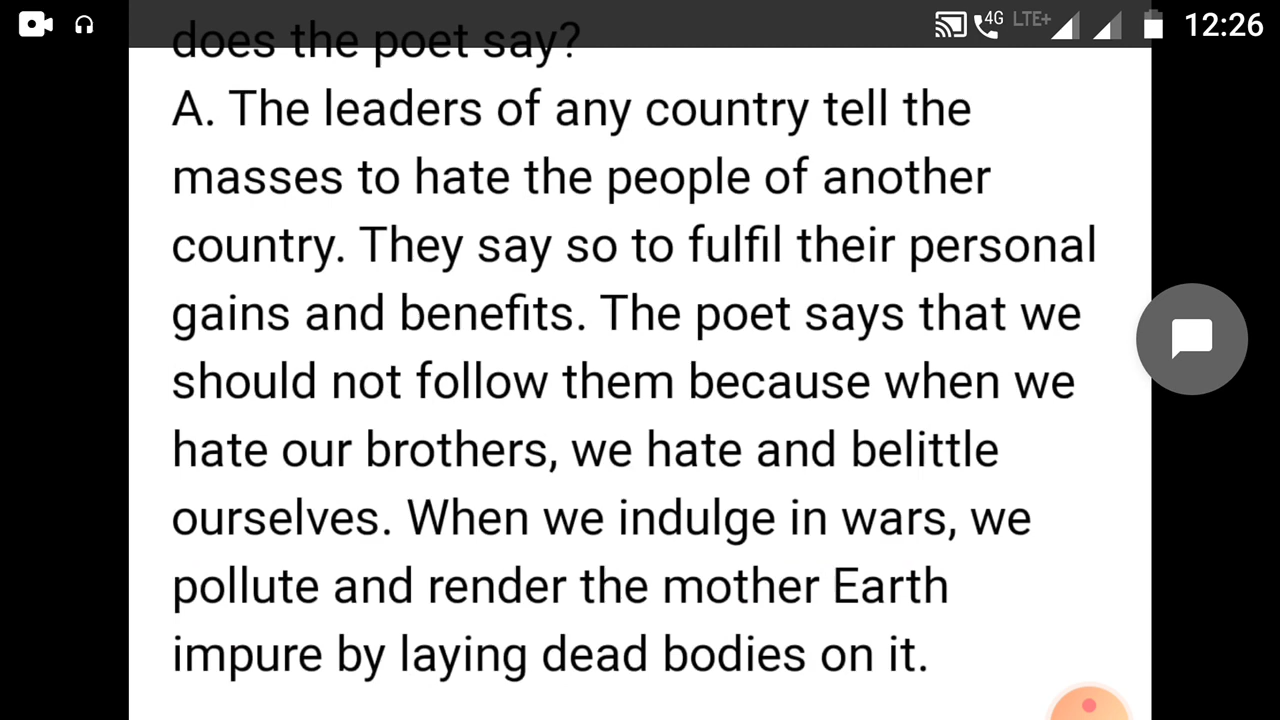 4G LTE+ 12:26
does the poet say?
A. The leaders of any country tell the
masses to hate the people of another
country. They say so to fulfil their personal
gains and benefits. The poet says that we
should not follow them because when we
hate our brothers, we hate and belittle
ourselves. When we indulge in wars, we
pollute and render the mother Earth
impure by laying dead bodies on it.